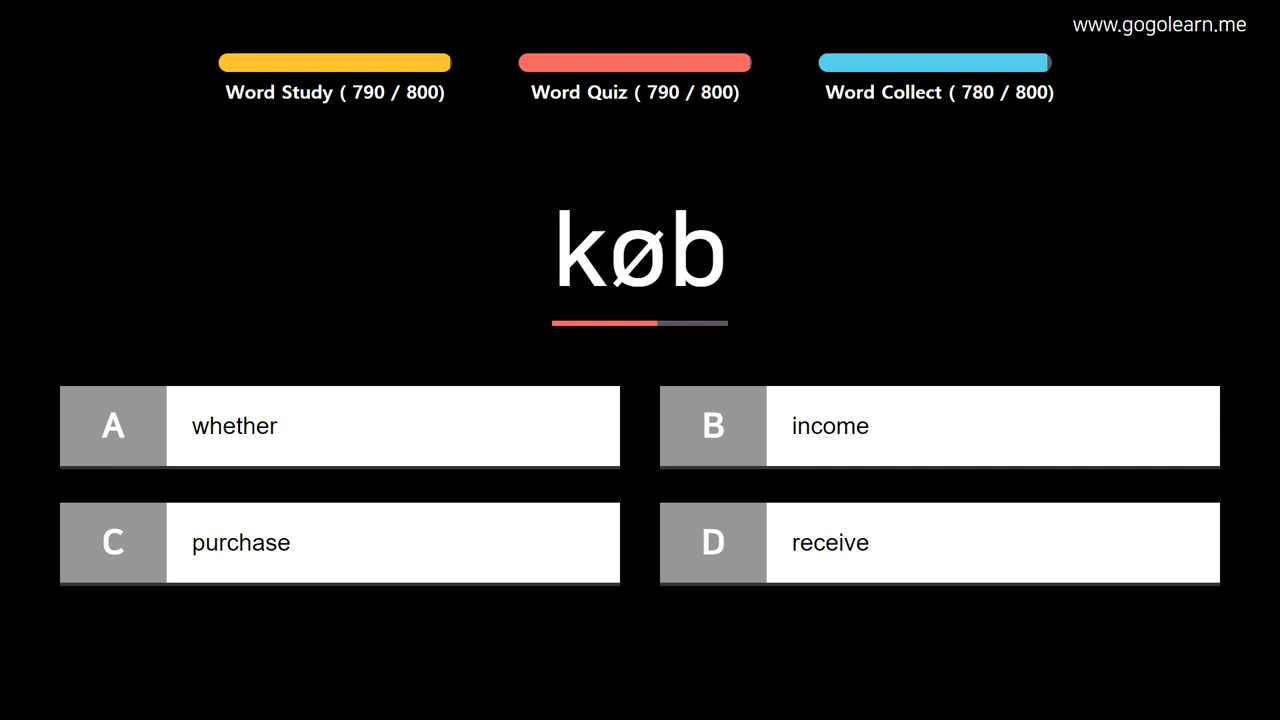 www.gogolearn.me
Word Study ( 790 / 800)
Word Quiz ( 790 / 800)
Word Collect ( 780 / 800)
køb
A whether
B income
C purchase
D receive